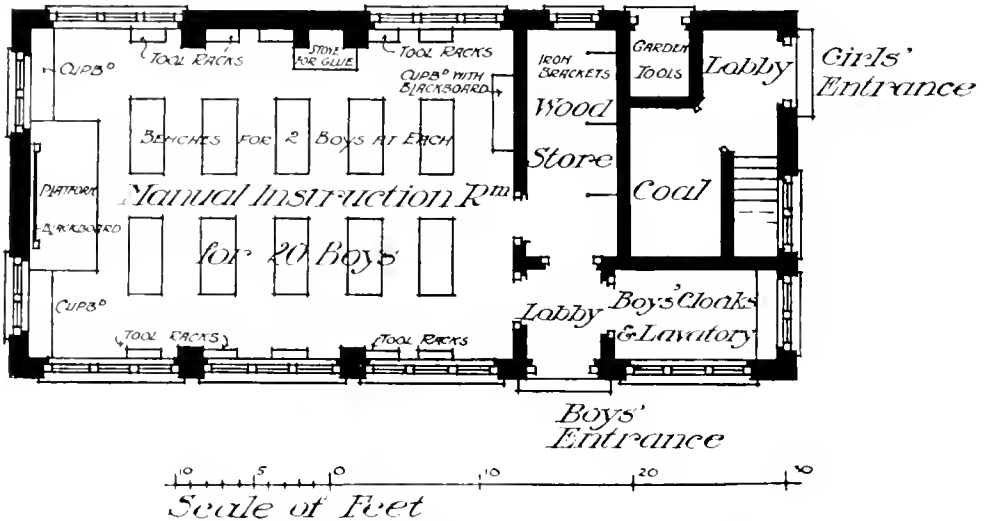 TOOL RACKS
STOVE
FOR GLUE
TOOL RACKS
CUPBD
CUPBD WITH
BLACKBOARD
IRON
BRACKETS
GARDEN
TOOLS
Lobby
Girls'
Entrance
BENCHES FOR 2 BOYS AT EACH
Wood
Store
PLATFORM
BLACKBOARD
Manual Instruction Rm
for 20 Boys
Coal
CUPBD
TOOL RACKS
TOOL RACKS
Lobby
Boys' Cloaks
& Lavatory
Boys'
Entrance
10 5 0 10 20 30
Scale of Feet